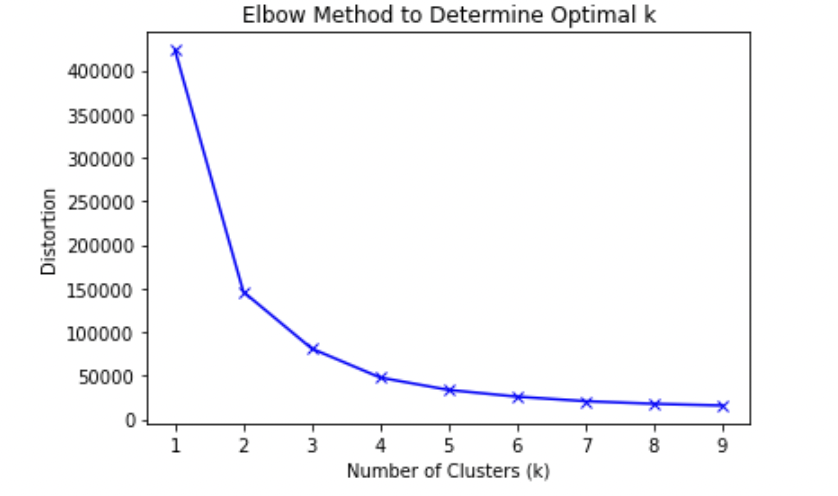 Elbow Method to Determine Optimal k
400000
350000
300000
250000
200000
150000
100000
50000
0
Distortion
1 2 3 4 5 6 7 8 9
Number of Clusters (k)